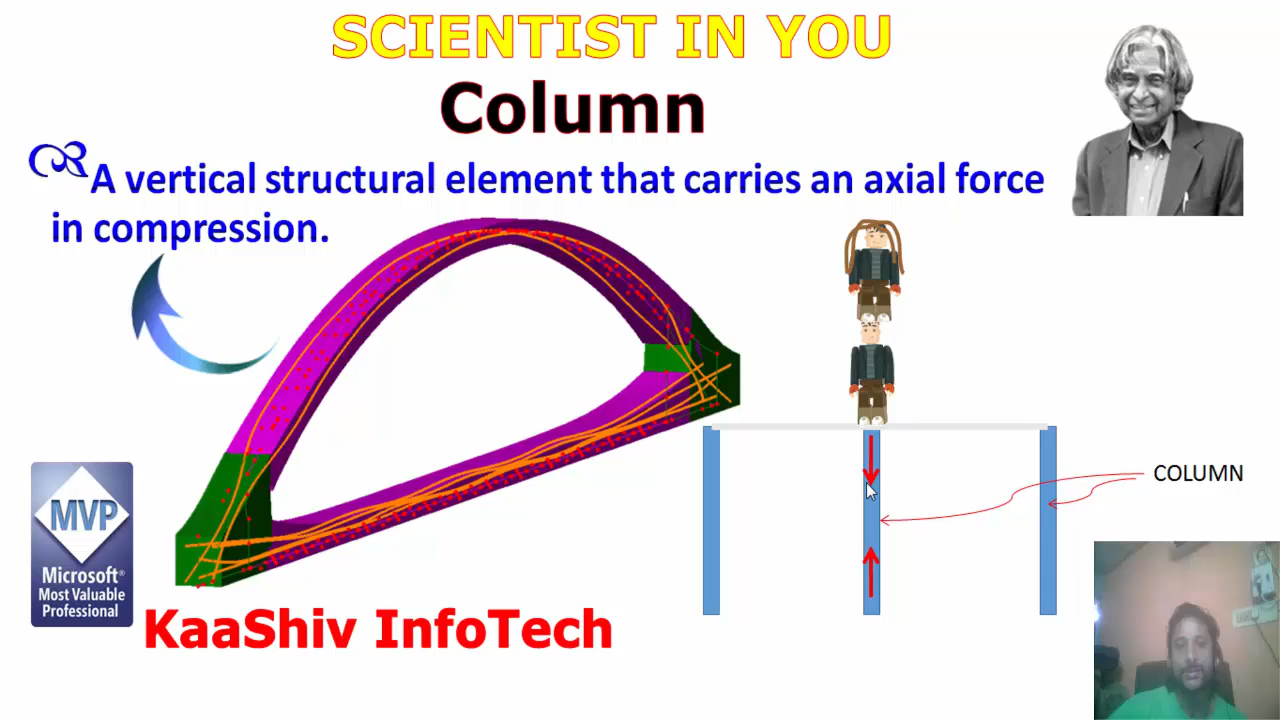 SCIENTIST IN YOU
Column
A vertical structural element that carries an axial force
in compression.
COLUMN
MVP
Microsoft®
Most Valuable
Professional
KaaShiv InfoTech